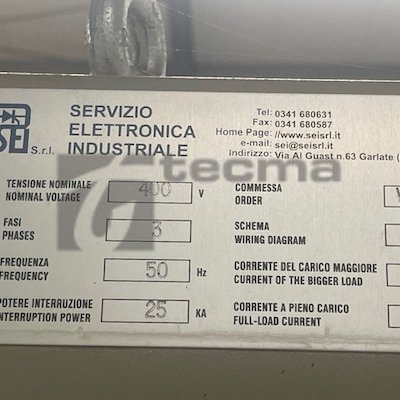 SEI S.r.l.
SERVIZIO
ELETTRONICA
INDUSTRIALE
Tel: 0341 680631
Fax: 0341 680587
Home Page: //www.seisrl.it
e-mail: sei@seisrl.it
Indirizzo: Via Al Guast n.63 Garlate (
tecma
TENSIONE NOMINALE
NOMINAL VOLTAGE 400 V
COMMESSA
ORDER
FASI
PHASES 3
SCHEMA
WIRING DIAGRAM
FREQUENZA
FREQUENCY 50 Hz
CORRENTE DEL CARICO MAGGIORE
CURRENT OF THE BIGGER LOAD
POTERE INTERRUZIONE
INTERRUPTION POWER 25 KA
CORRENTE A PIENO CARICO
FULL-LOAD CURRENT